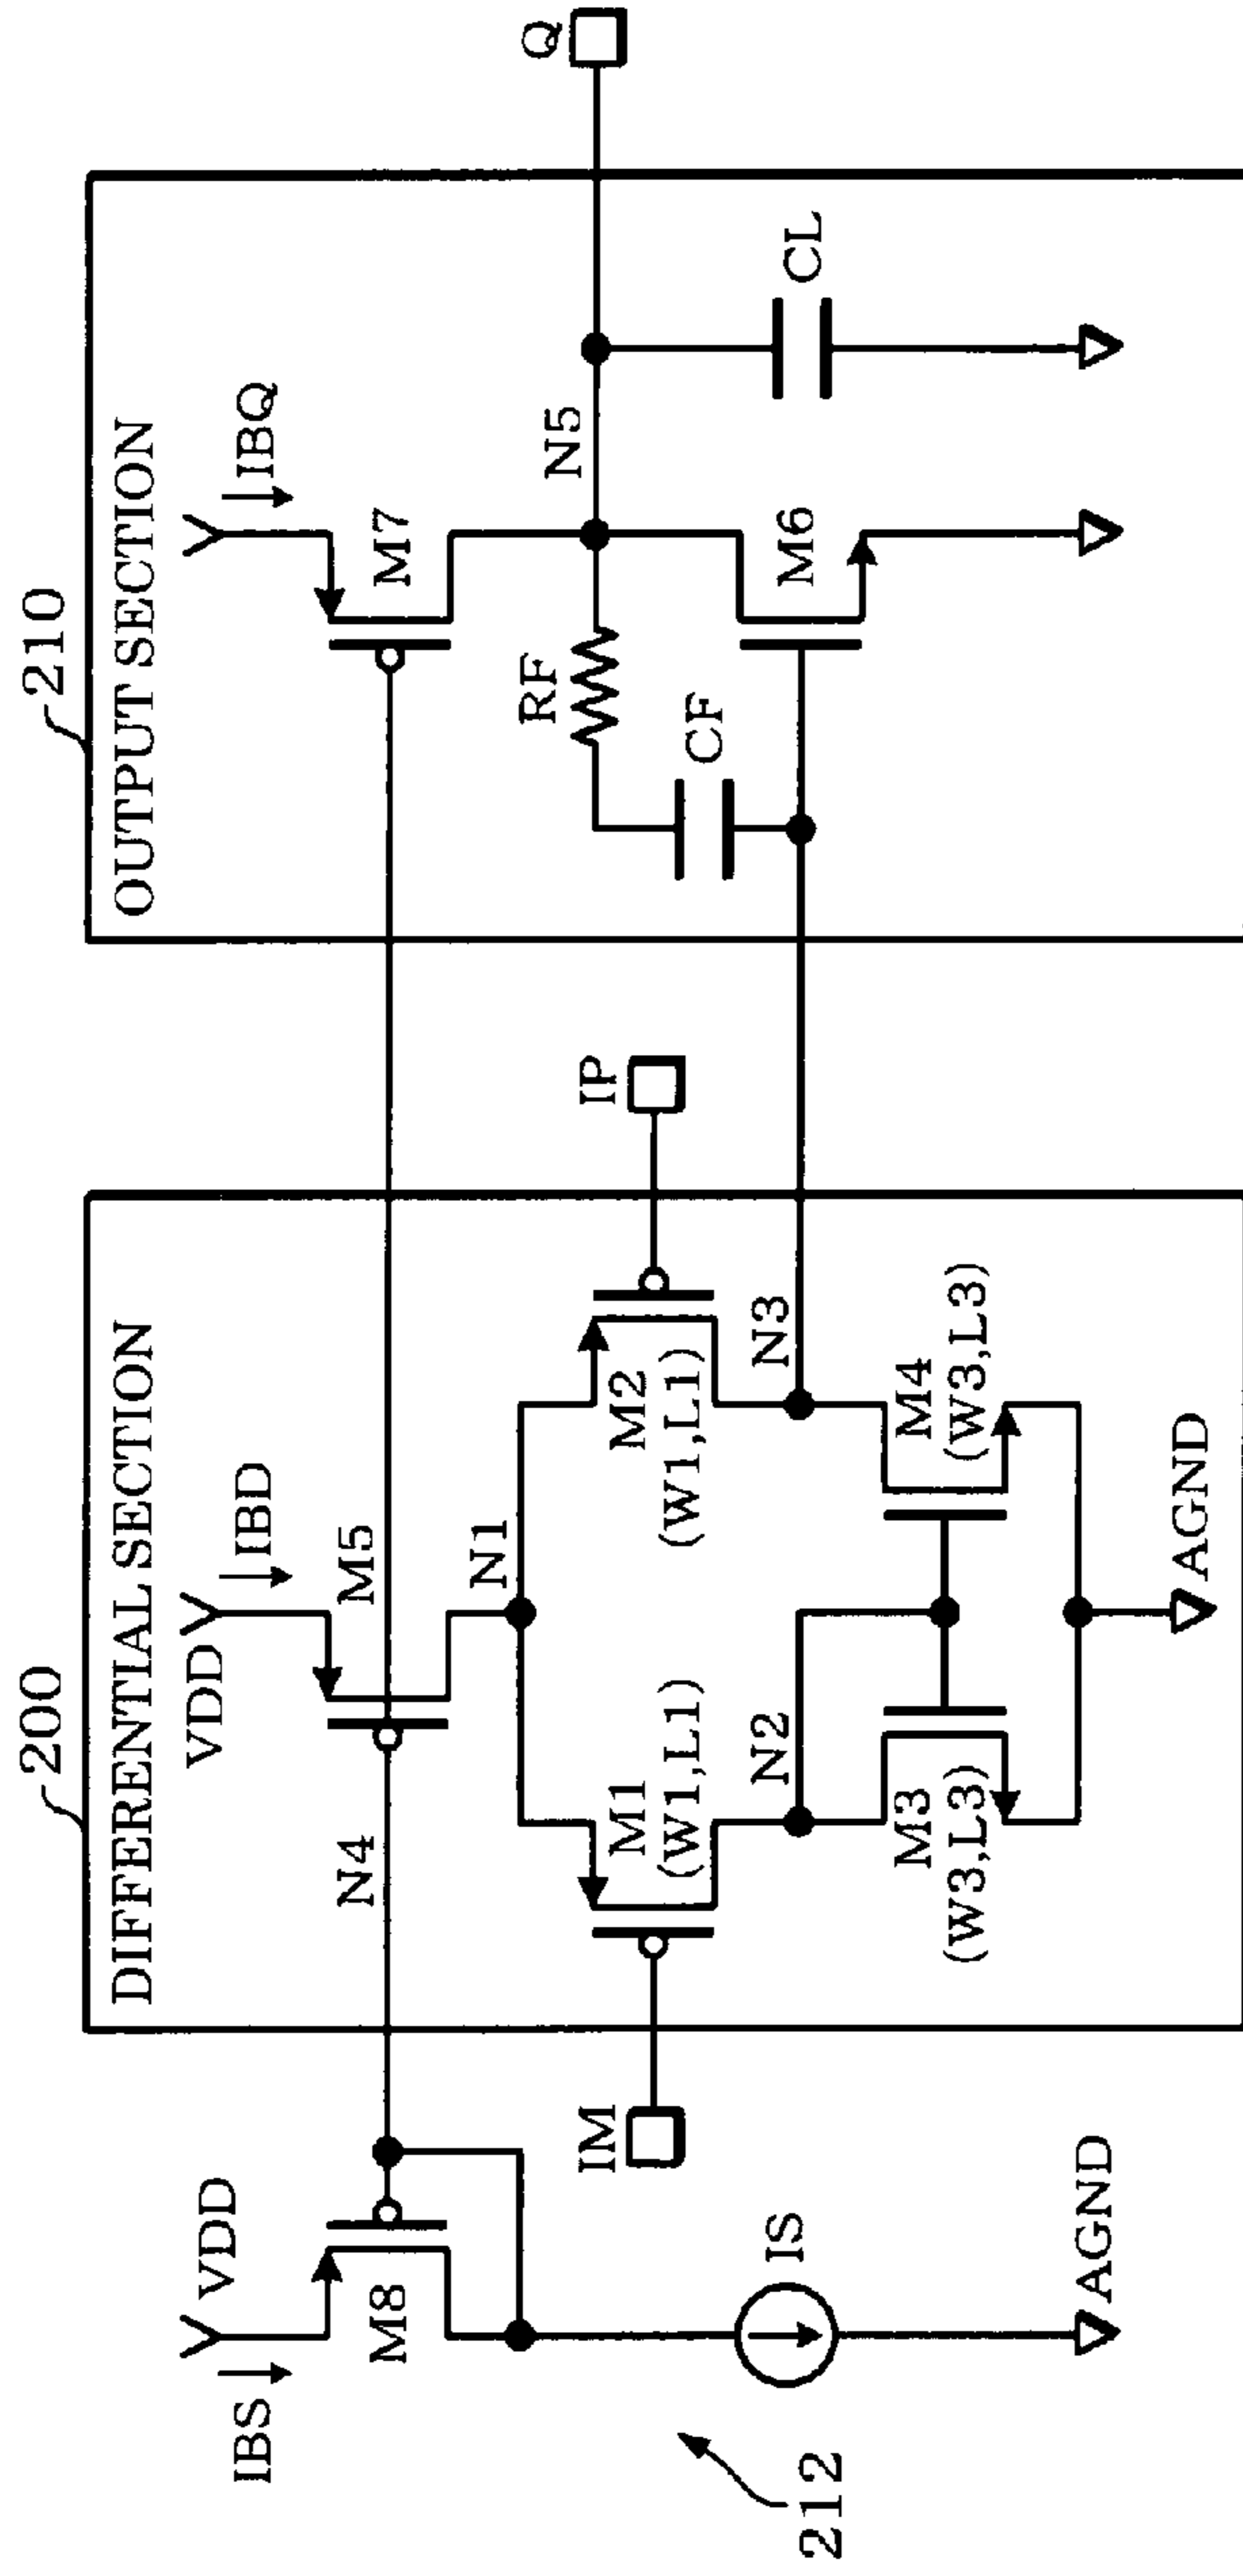 200
210
DIFFERENTIAL SECTION
OUTPUT SECTION
VDD
IBS
M8
IS
AGND
212
N4
VDD
IBD
M5
N1
IM
M1
(W1,L1)
M2
(W1,L1)
IP
N2
N3
M3
(W3,L3)
M4
(W3,L3)
AGND
IBQ
M7
RF
CF
N5
M6
CL
Q